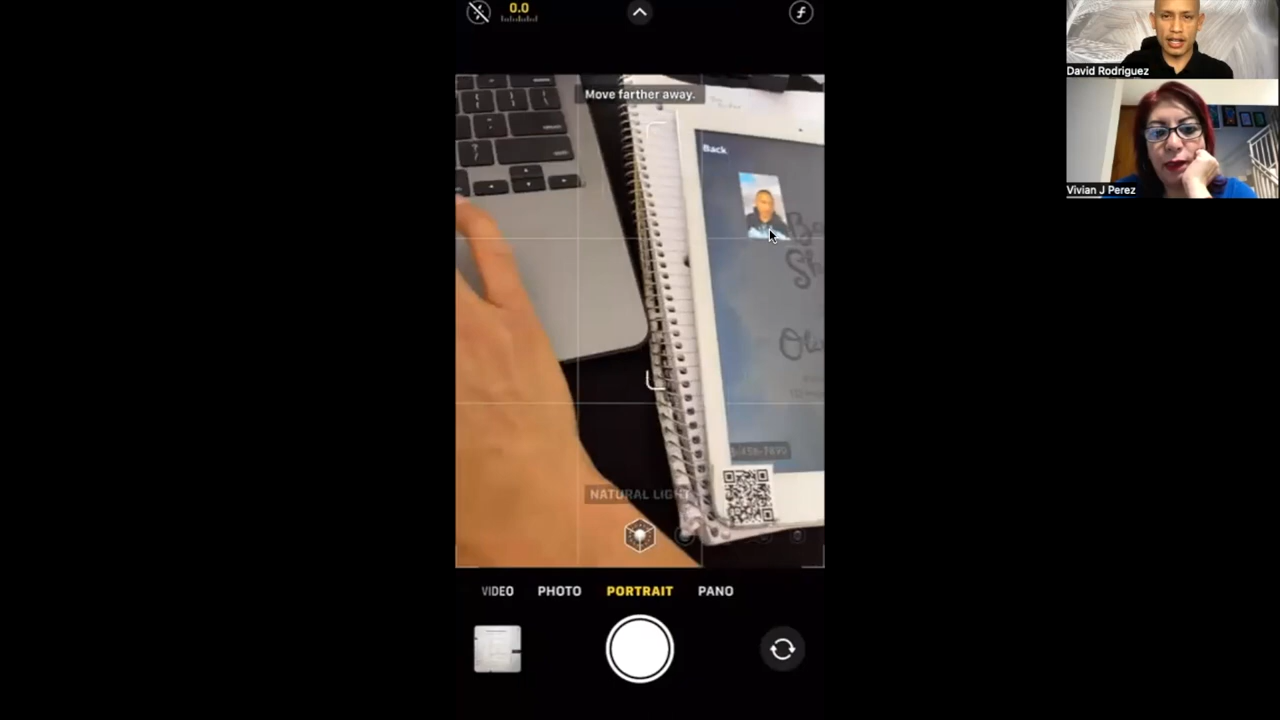 0.0
Move farther away.
Back
NATURAL LIGHT
VIDEO
PHOTO
PORTRAIT
PANO
David Rodriguez
Vivian J Perez